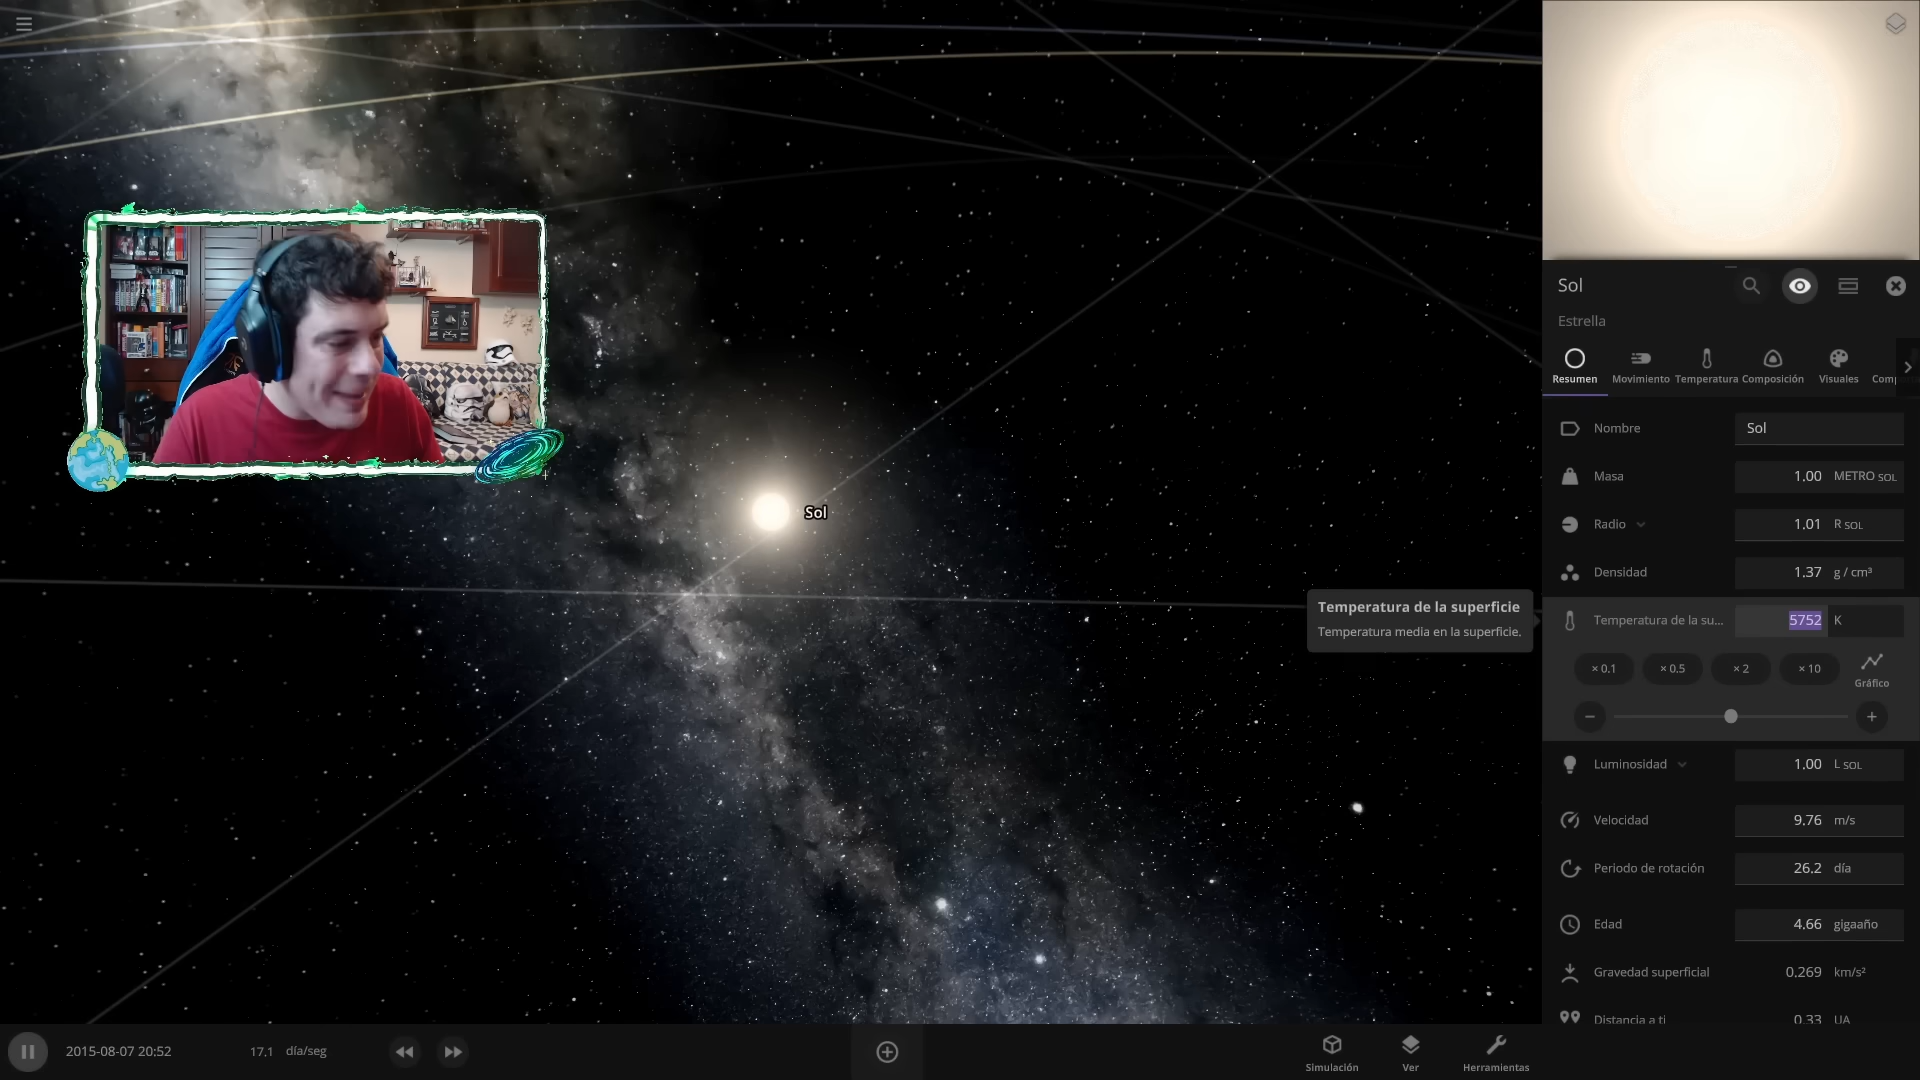 Sol
Estrella
Resumen
Movimiento
Temperatura
Composición
Visuales
Comp
Nombre
Sol
Masa
1.00 METRO SOL
Radio
1.01 R SOL
Densidad
1.37 g / cm³
Temperatura de la su...
5752 K
Temperatura de la superficie
Temperatura media en la superficie.
× 0.1
× 0.5
× 2
× 10
Gráfico
Luminosidad
1.00 L SOL
Velocidad
9.76 m/s
Periodo de rotación
26.2 día
Edad
4.66 gigaaño
Gravedad superficial
0.269 km/s²
Distancia a ti
0.33 UA
Sol
2015-08-07 20:52
17.1 día/seg
Simulación
Ver
Herramientas